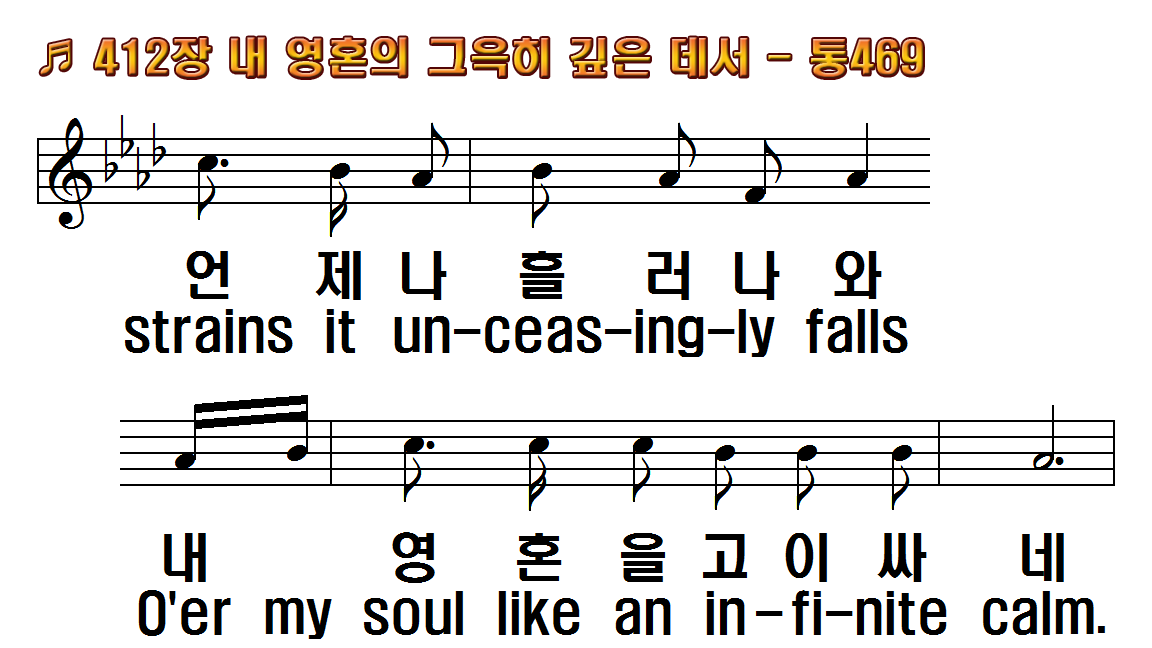 ♬ 412장 내 영혼의 그윽히 깊은 데서 - 통469
언 제 나 흘 러 나 와
strains it un-ceas-ing-ly falls
내 영 혼 을 고 이 싸 네
O'er my soul like an in-fi-nite calm.